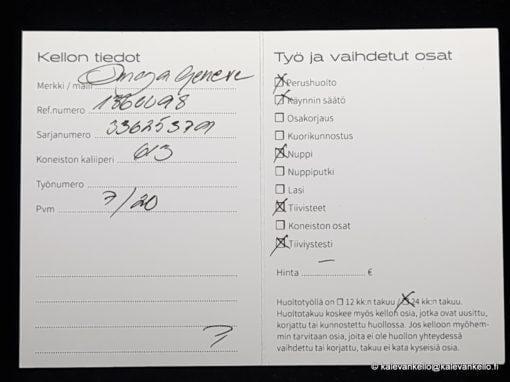 Kellon tiedot
Merkki / malli Omega Geneve
Ref.numero 1360098
Sarjanumero 33625379
Koneiston kaliiperi 613
Työnumero
Pvm 7/20
Työ ja vaihdetut osat
☒ Perushuolto
☒ Käynnin säätö
☐ Osakorjaus
☐ Kuorikunnostus
☒ Nuppi
☐ Nuppiputki
☐ Lasi
☒ Tiivisteet
☐ Koneiston osat
☒ Tiiviystesti
Hinta — €
Huoltotyöllä on ☐ 12 kk:n takuu / ☒ 24 kk:n takuu.
Huoltotakuu koskee myös kellon osia, jotka ovat uusittu,
korjattu tai kunnostettu huollossa. Jos kelloon myöhem-
min tarvitaan osia, joita ei ole huollon yhteydessä
vaihdettu tai korjattu, takuu ei kata kyseisiä osia.
© kalevankello@kalevankello.fi